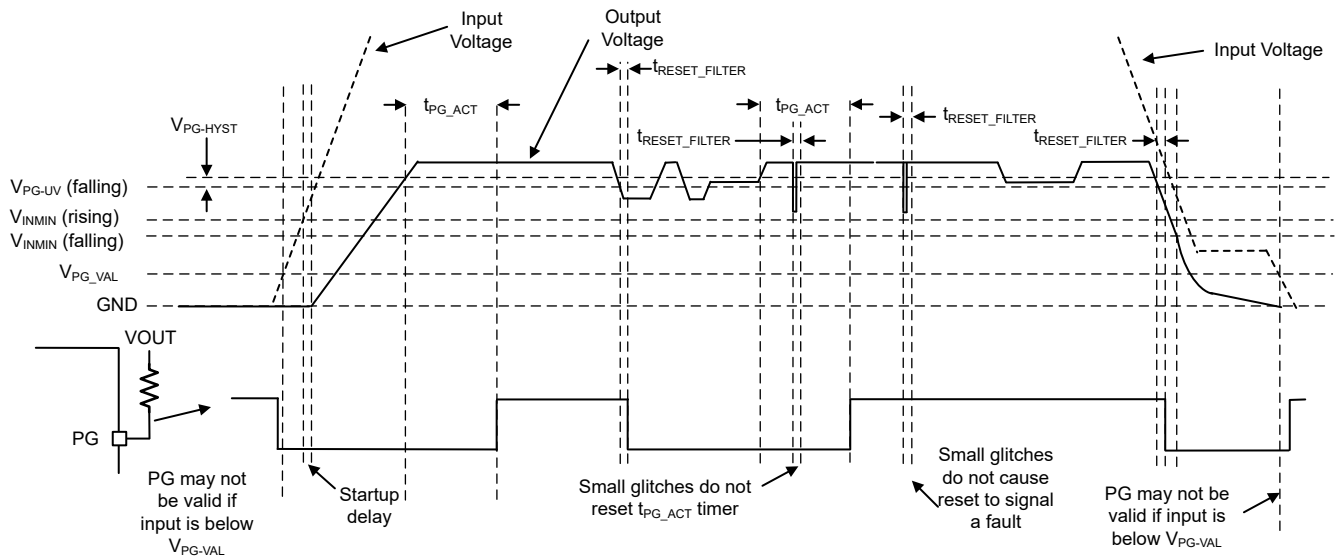 Input
Voltage
Output
Voltage
Input Voltage
tRESET_FILTER
tPG_ACT
tPG_ACT
tRESET_FILTER
tRESET_FILTER
tRESET_FILTER
VPG-HYST
VPG-UV (falling)
VINMIN (rising)
VINMIN (falling)
VPG_VAL
GND
VOUT
PG
PG may not
be valid if
input is below
VPG-VAL
Startup
delay
Small glitches do not
reset tPG_ACT timer
Small glitches
do not cause
reset to signal
a fault
PG may not be
valid if input is
below VPG-VAL